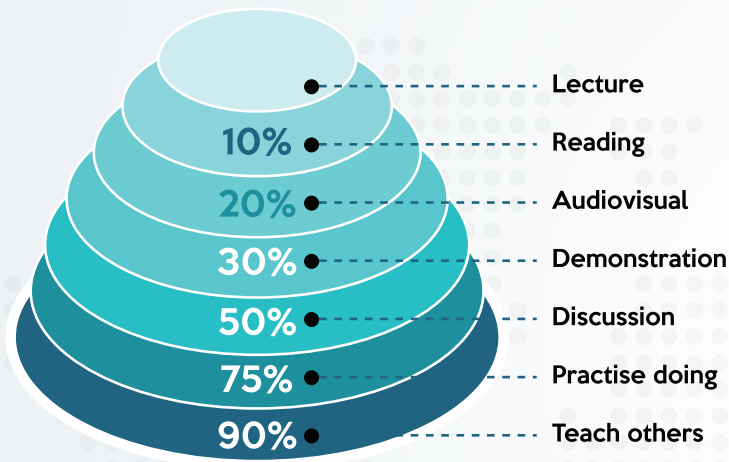 Lecture
10% Reading
20% Audiovisual
30% Demonstration
50% Discussion
75% Practise doing
90% Teach others